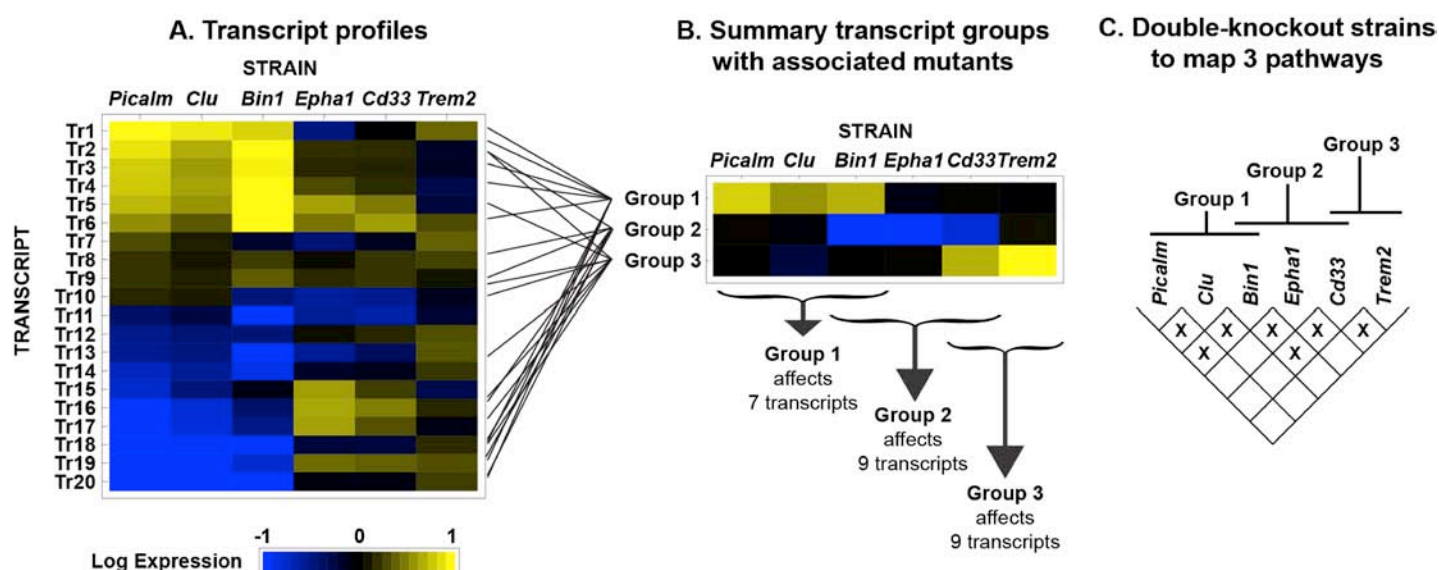 A. Transcript profiles
STRAIN
Picalm Clu Bin1 Epha1 Cd33 Trem2
TRANSCRIPT
Tr1
Tr2
Tr3
Tr4
Tr5
Tr6
Tr7
Tr8
Tr9
Tr10
Tr11
Tr12
Tr13
Tr14
Tr15
Tr16
Tr17
Tr18
Tr19
Tr20
-1 0 1
Log Expression
B. Summary transcript groups
with associated mutants
STRAIN
Picalm Clu Bin1 Epha1 Cd33 Trem2
Group 1
Group 2
Group 3
Group 1
affects
7 transcripts
Group 2
affects
9 transcripts
Group 3
affects
9 transcripts
C. Double-knockout strains
to map 3 pathways
Group 3
Group 2
Group 1
Picalm
Clu
Bin1
Epha1
Cd33
Trem2
X X X X X
X X